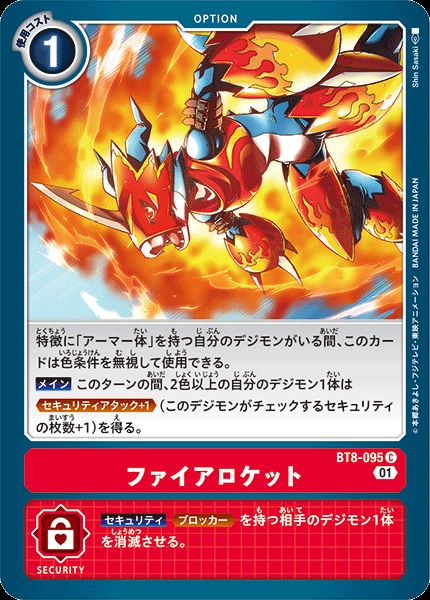 OPTION
使用コスト
1
Shin Sasaki
©本郷あきよし・フジテレビ・東映アニメーション BANDAI MADE IN JAPAN
特徴に「アーマー体」を持つ自分のデジモンがいる間、このカー
ドは色条件を無視して使用できる。
メイン このターンの間、2色以上の自分のデジモン1体は
セキュリティアタック+1 (このデジモンがチェックするセキュリティ
の枚数+1)を得る。
BT8-095 C
ファイアロケット
01
セキュリティ ブロッカー を持つ相手のデジモン1体
を消滅させる。
SECURITY